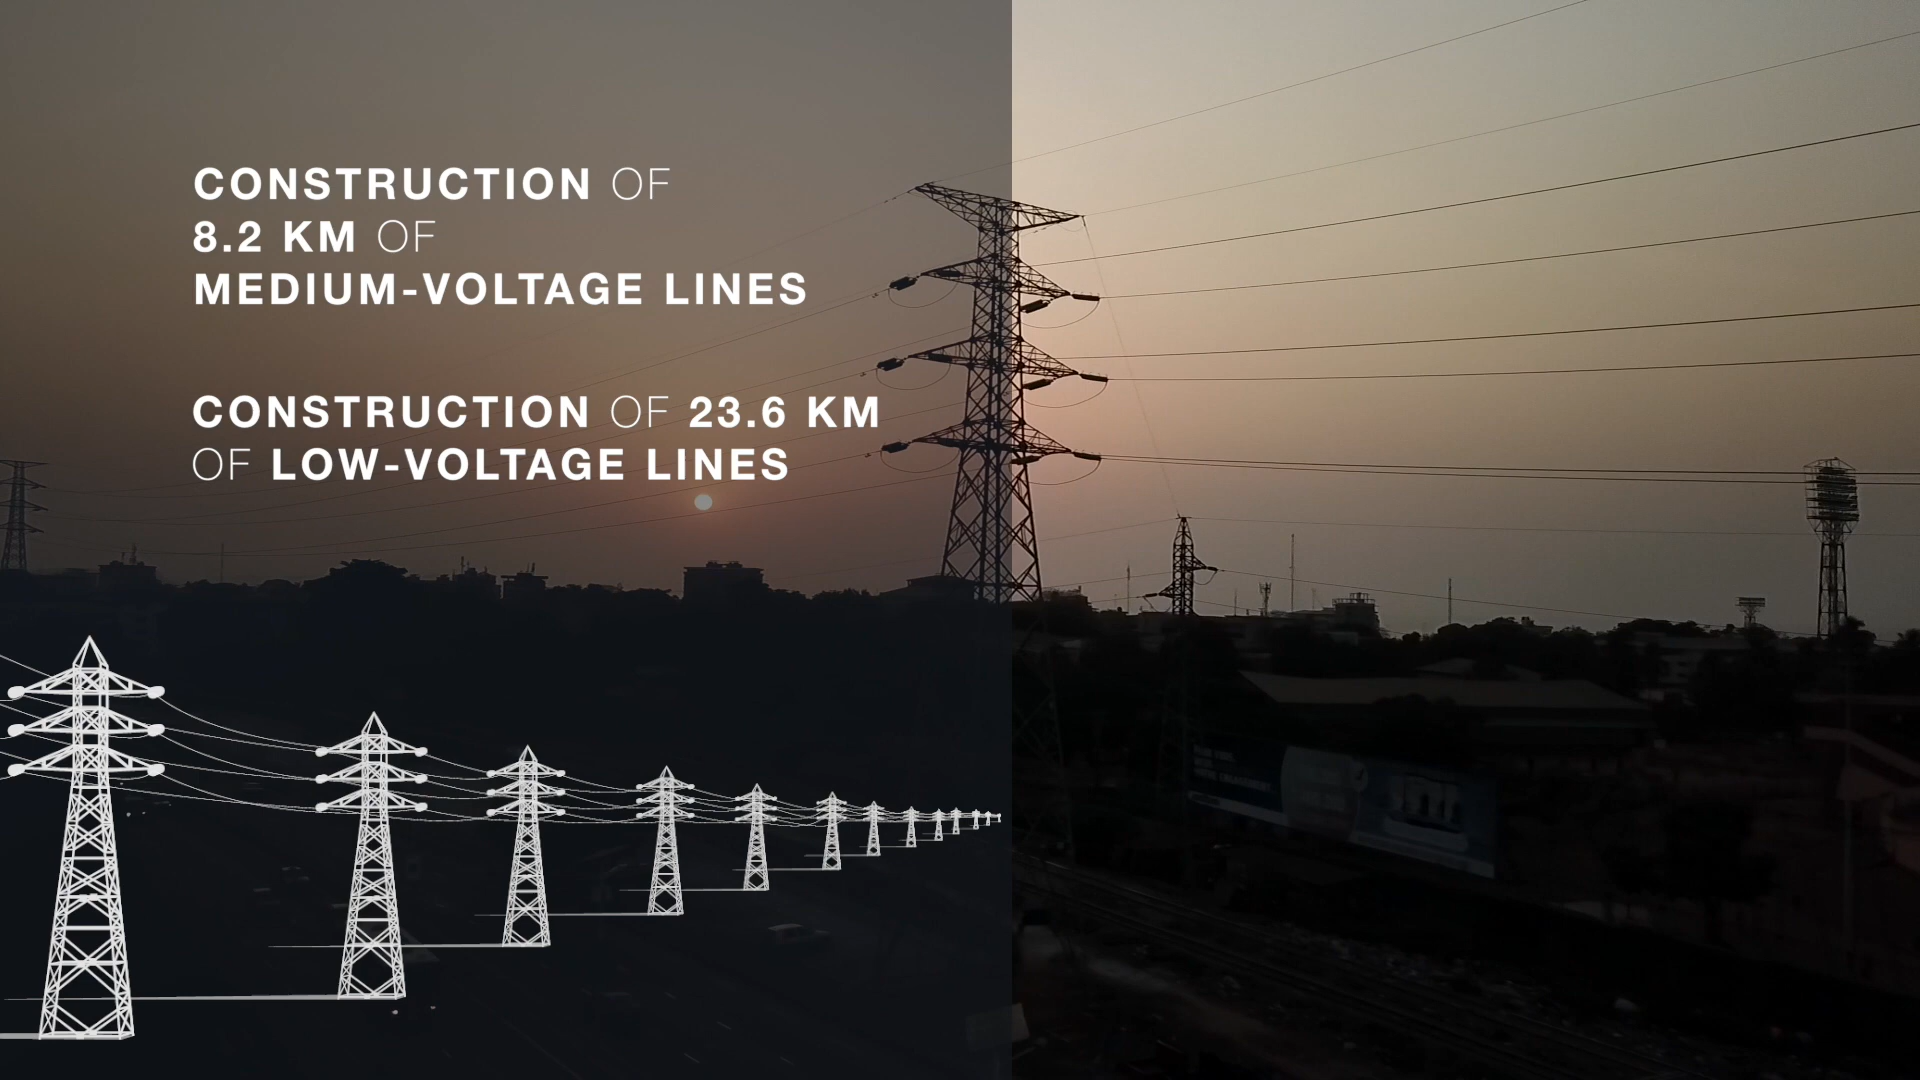 CONSTRUCTION OF
8.2 KM OF
MEDIUM-VOLTAGE LINES
CONSTRUCTION OF 23.6 KM
OF LOW-VOLTAGE LINES